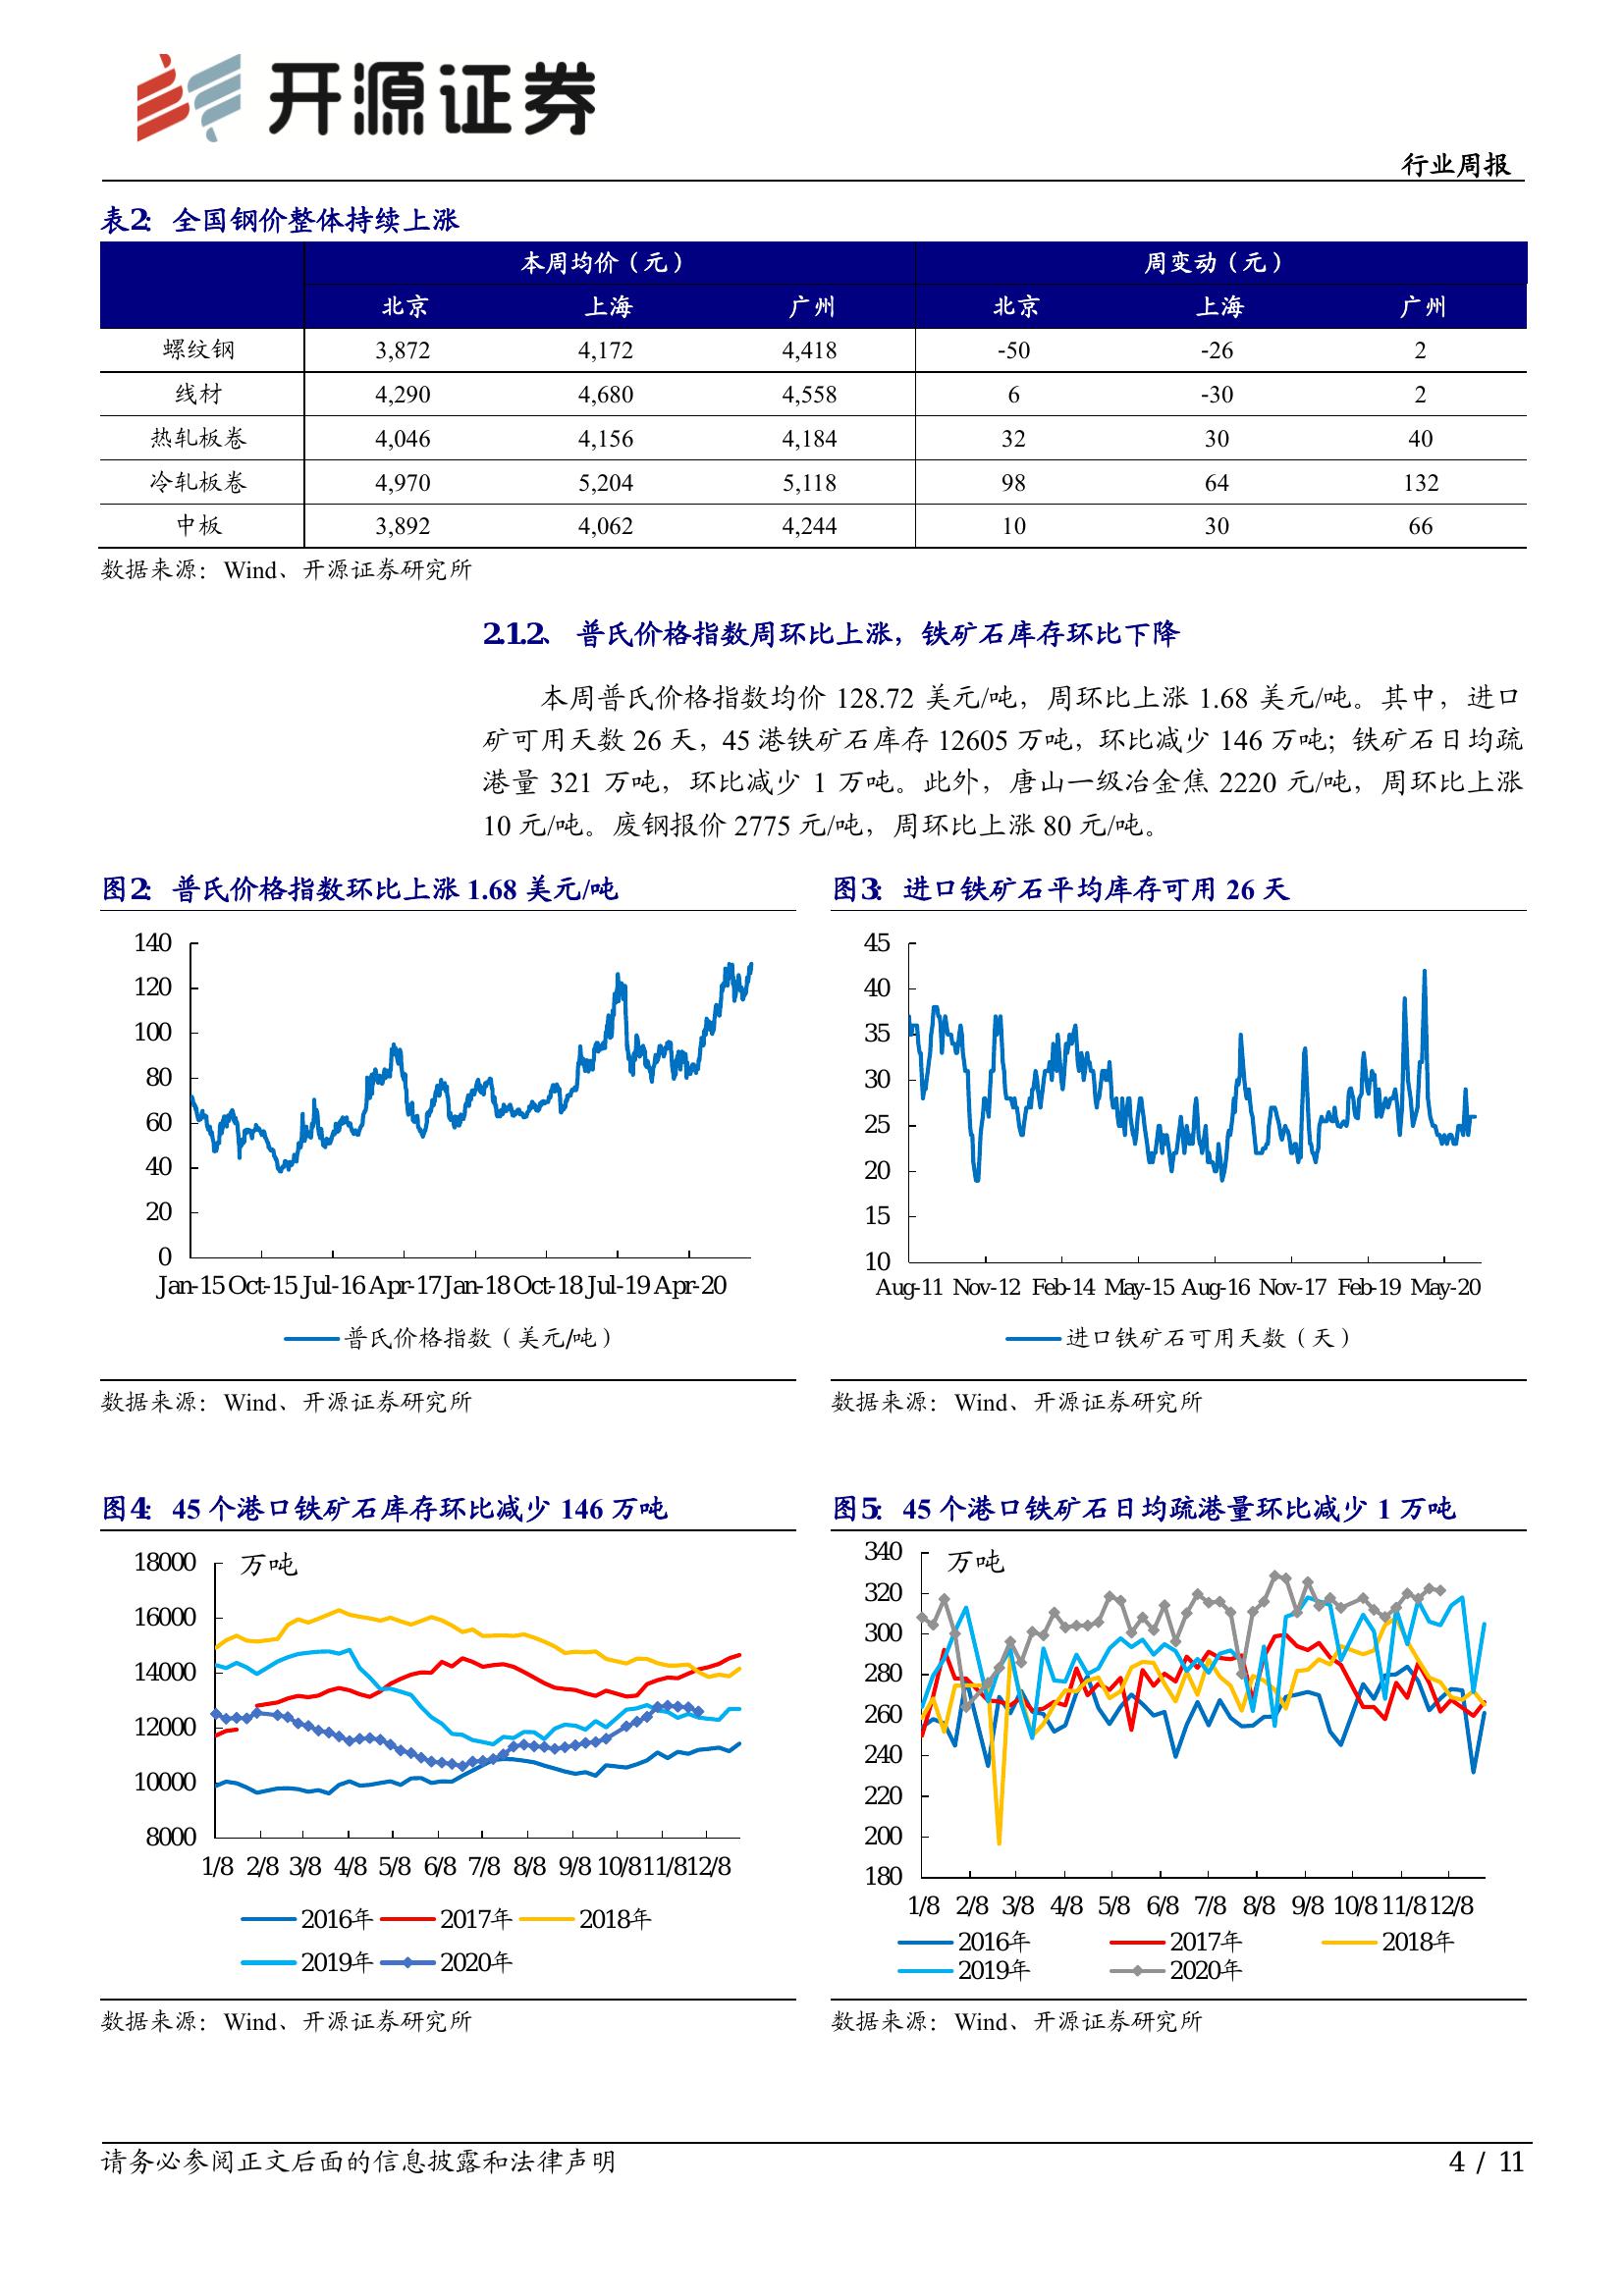 开源证券
行业周报
表2： 全国钢价整体持续上涨
本周均价（元） 周变动（元）
北京 上海 广州 北京 上海 广州
螺纹钢 3,872 4,172 4,418 -50 -26 2
线材 4,290 4,680 4,558 6 -30 2
热轧板卷 4,046 4,156 4,184 32 30 40
冷轧板卷 4,970 5,204 5,118 98 64 132
中板 3,892 4,062 4,244 10 30 66
数据来源：Wind、开源证券研究所
2.1.2、 普氏价格指数周环比上涨，铁矿石库存环比下降
本周普氏价格指数均价 128.72 美元/吨，周环比上涨 1.68 美元/吨。其中，进口
矿可用天数 26 天，45 港铁矿石库存 12605 万吨，环比减少 146 万吨；铁矿石日均疏
港量 321 万吨，环比减少 1 万吨。此外，唐山一级冶金焦 2220 元/吨，周环比上涨
10 元/吨。废钢报价 2775 元/吨，周环比上涨 80 元/吨。
图2： 普氏价格指数环比上涨 1.68 美元/吨
140
120
100
80
60
40
20
0
Jan-15 Oct-15 Jul-16 Apr-17 Jan-18 Oct-18 Jul-19 Apr-20
普氏价格指数（美元/吨）
数据来源：Wind、开源证券研究所
图3： 进口铁矿石平均库存可用 26 天
45
40
35
30
25
20
15
10
Aug-11 Nov-12 Feb-14 May-15 Aug-16 Nov-17 Feb-19 May-20
进口铁矿石可用天数（天）
数据来源：Wind、开源证券研究所
图4： 45 个港口铁矿石库存环比减少 146 万吨
万吨
18000
16000
14000
12000
10000
8000
1/8 2/8 3/8 4/8 5/8 6/8 7/8 8/8 9/8 10/8 11/8 12/8
2016年 2017年 2018年
2019年 2020年
数据来源：Wind、开源证券研究所
图5： 45 个港口铁矿石日均疏港量环比减少 1 万吨
万吨
340
320
300
280
260
240
220
200
180
1/8 2/8 3/8 4/8 5/8 6/8 7/8 8/8 9/8 10/8 11/8 12/8
2016年 2017年 2018年
2019年 2020年
数据来源：Wind、开源证券研究所
请务必参阅正文后面的信息披露和法律声明 4 / 11